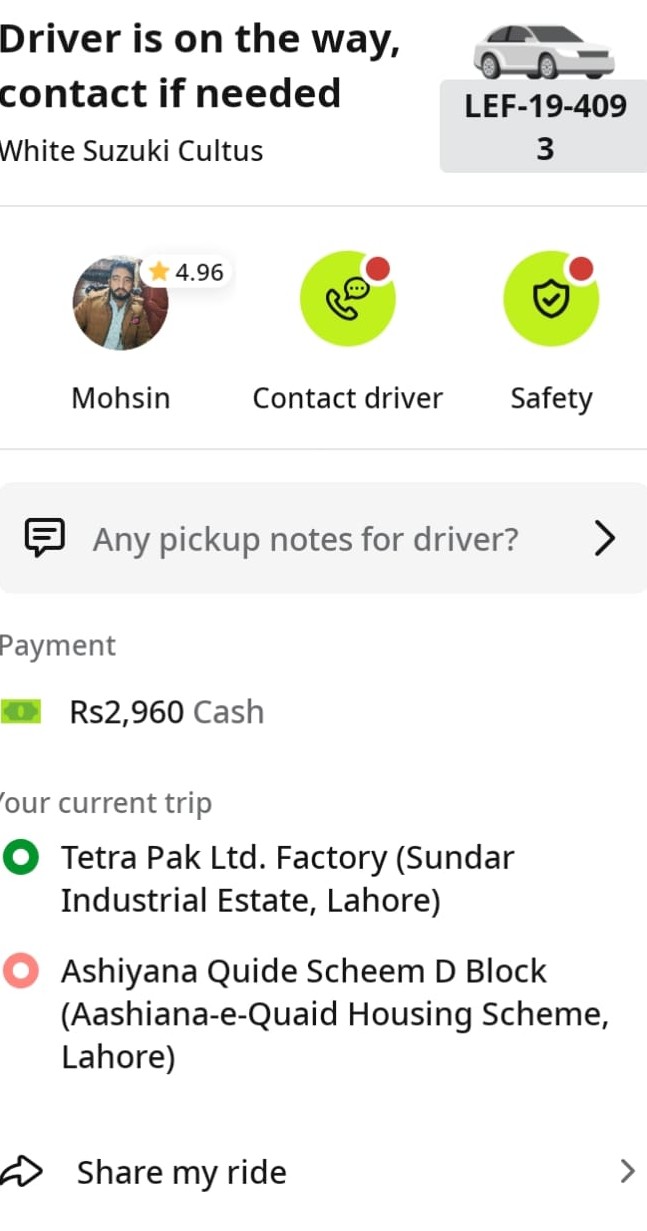 Driver is on the way,
contact if needed
White Suzuki Cultus
LEF-19-409
3
4.96
Mohsin
Contact driver
Safety
Any pickup notes for driver?
Payment
Rs2,960 Cash
Your current trip
Tetra Pak Ltd. Factory (Sundar
Industrial Estate, Lahore)
Ashiyana Quide Scheem D Block
(Aashiana-e-Quaid Housing Scheme,
Lahore)
Share my ride